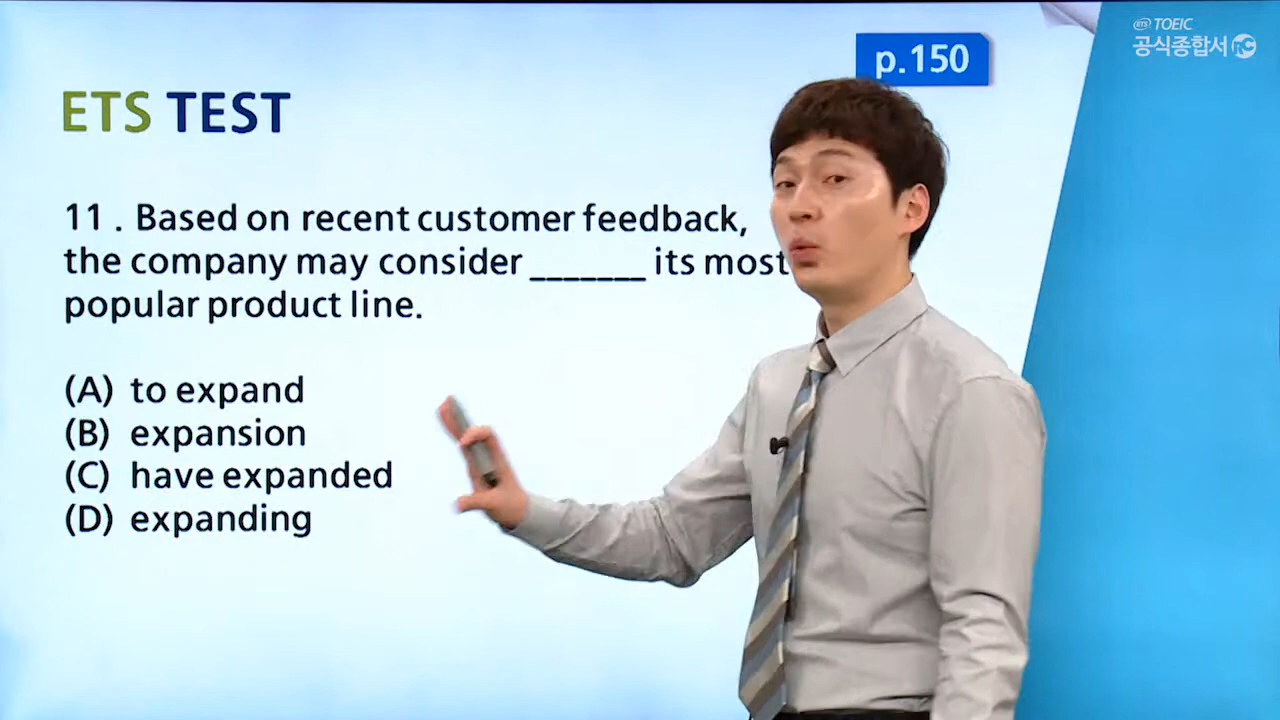 ETS TOEIC
공식종합서 RC
p.150
ETS TEST
11 . Based on recent customer feedback,
the company may consider _______ its most
popular product line.
(A) to expand
(B) expansion
(C) have expanded
(D) expanding